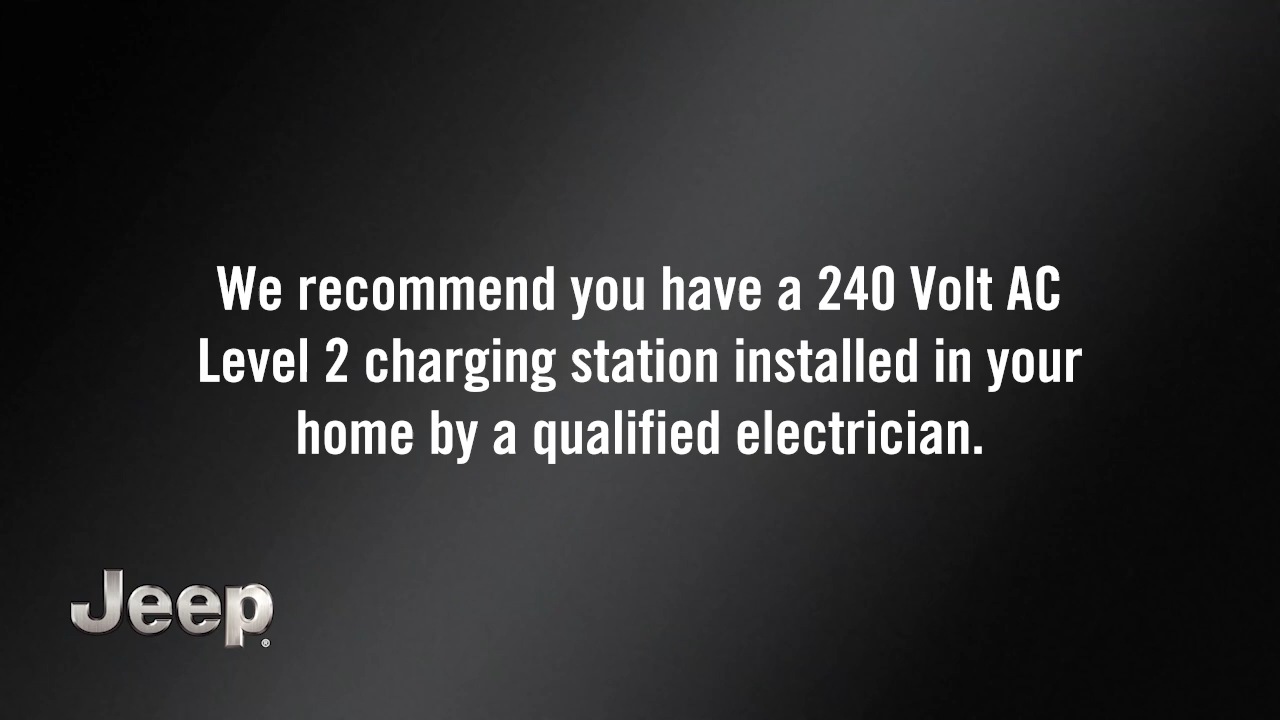 We recommend you have a 240 Volt AC
Level 2 charging station installed in your
home by a qualified electrician.
Jeep®